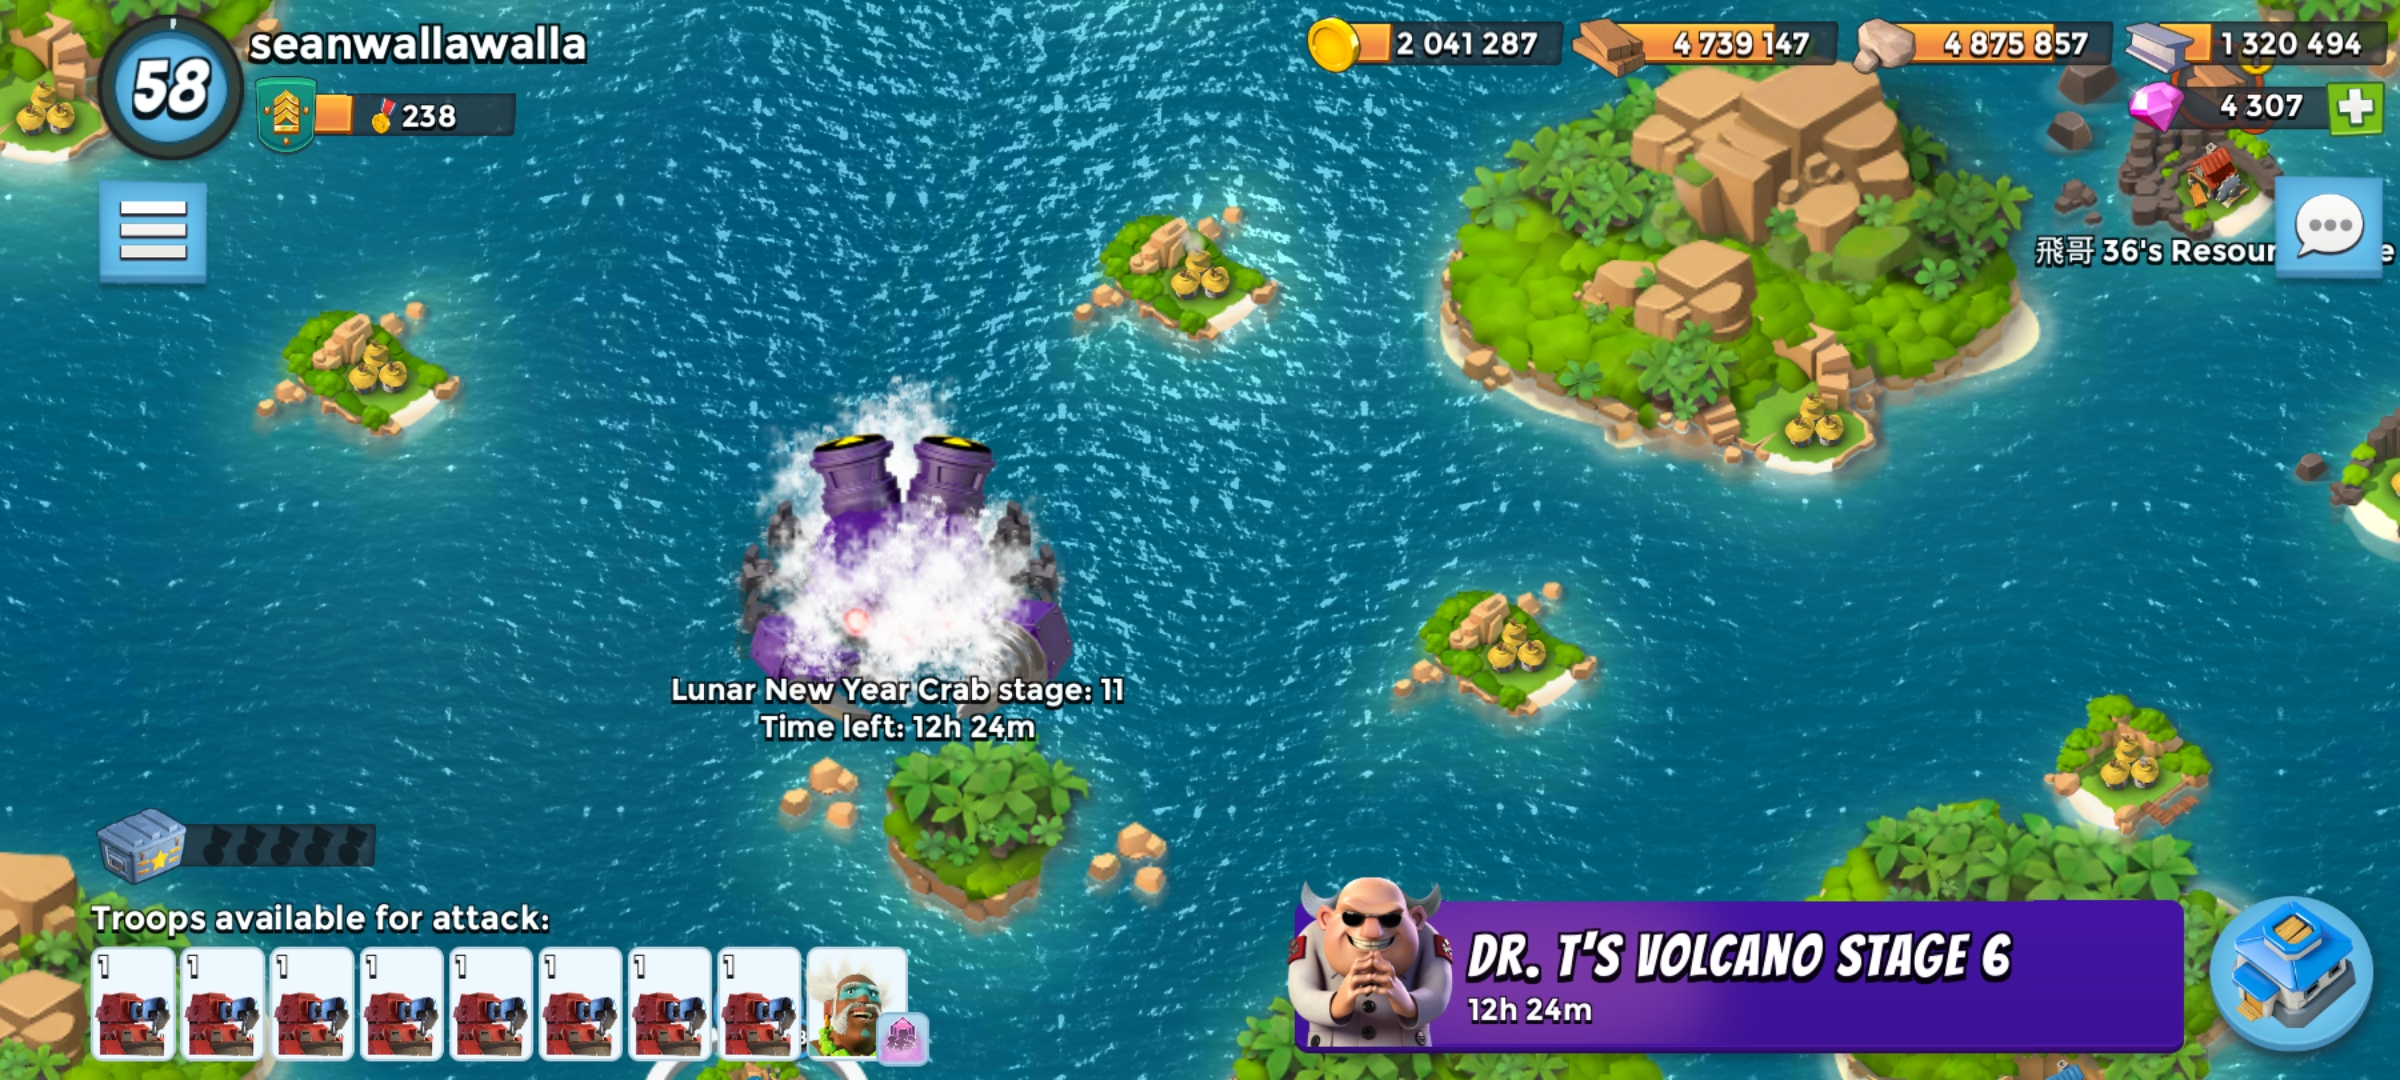 58
seanwallawalla
238
2 041 287
4 739 147
4 875 857
1 320 494
4 307
飛哥 36's
Lunar New Year Crab stage: 11
Time left: 12h 24m
Troops available for attack:
1 1 1 1 1 1 1 1
DR. T'S VOLCANO STAGE 6
12h 24m